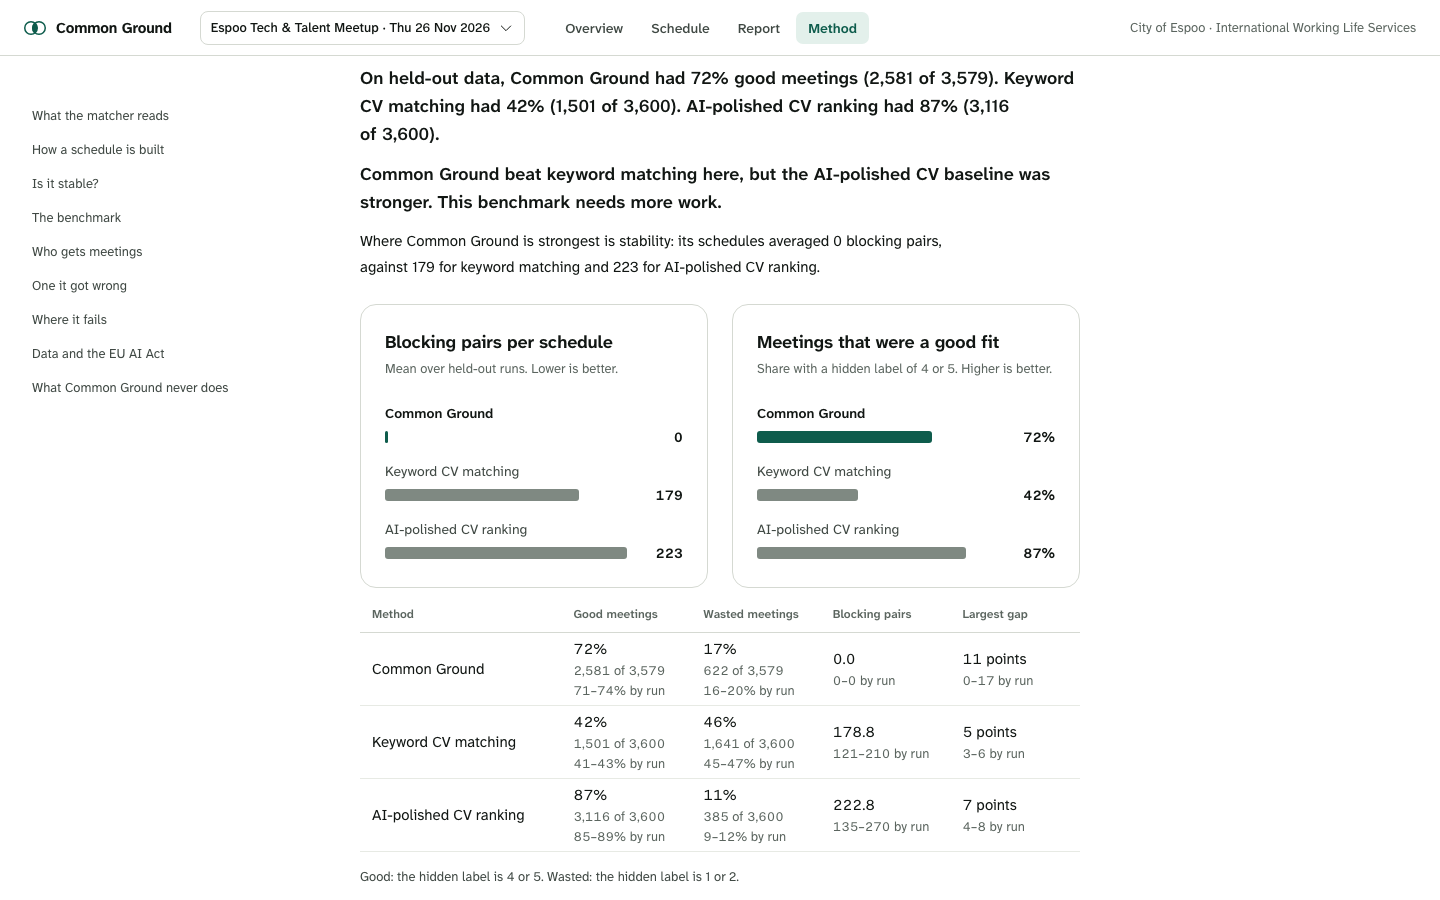 Common Ground
Espoo Tech & Talent Meetup · Thu 26 Nov 2026
Overview
Schedule
Report
Method
City of Espoo · International Working Life Services
What the matcher reads
How a schedule is built
Is it stable?
The benchmark
Who gets meetings
One it got wrong
Where it fails
Data and the EU AI Act
What Common Ground never does
On held-out data, Common Ground had 72% good meetings (2,581 of 3,579). Keyword
CV matching had 42% (1,501 of 3,600). AI-polished CV ranking had 87% (3,116
of 3,600).
Common Ground beat keyword matching here, but the AI-polished CV baseline was
stronger. This benchmark needs more work.
Where Common Ground is strongest is stability: its schedules averaged 0 blocking pairs,
against 179 for keyword matching and 223 for AI-polished CV ranking.
Blocking pairs per schedule
Mean over held-out runs. Lower is better.
Common Ground
0
Keyword CV matching
179
AI-polished CV ranking
223
Meetings that were a good fit
Share with a hidden label of 4 or 5. Higher is better.
Common Ground
72%
Keyword CV matching
42%
AI-polished CV ranking
87%
Method Good meetings Wasted meetings Blocking pairs Largest gap
Common Ground
72%
2,581 of 3,579
71–74% by run
17%
622 of 3,579
16–20% by run
0.0
0–0 by run
11 points
0–17 by run
Keyword CV matching
42%
1,501 of 3,600
41–43% by run
46%
1,641 of 3,600
45–47% by run
178.8
121–210 by run
5 points
3–6 by run
AI-polished CV ranking
87%
3,116 of 3,600
85–89% by run
11%
385 of 3,600
9–12% by run
222.8
135–270 by run
7 points
4–8 by run
Good: the hidden label is 4 or 5. Wasted: the hidden label is 1 or 2.